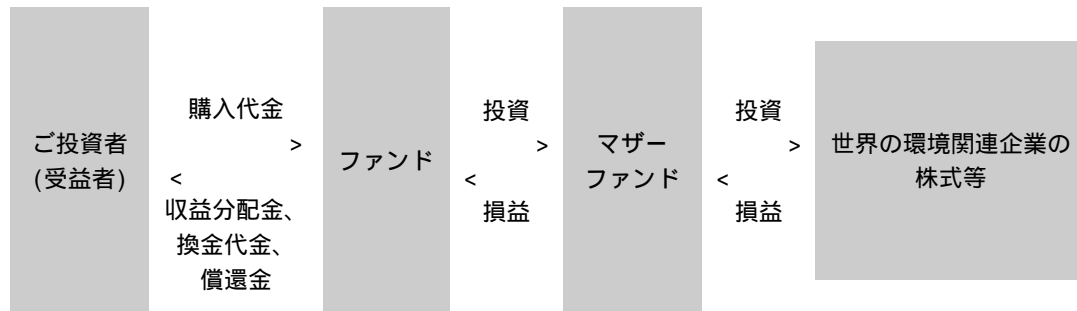 ご投資者
(受益者)
購入代金
>
<
収益分配金、
換金代金、
償還金
ファンド
投資
>
<
損益
マザー
ファンド
投資
>
<
損益
世界の環境関連企業の
株式等